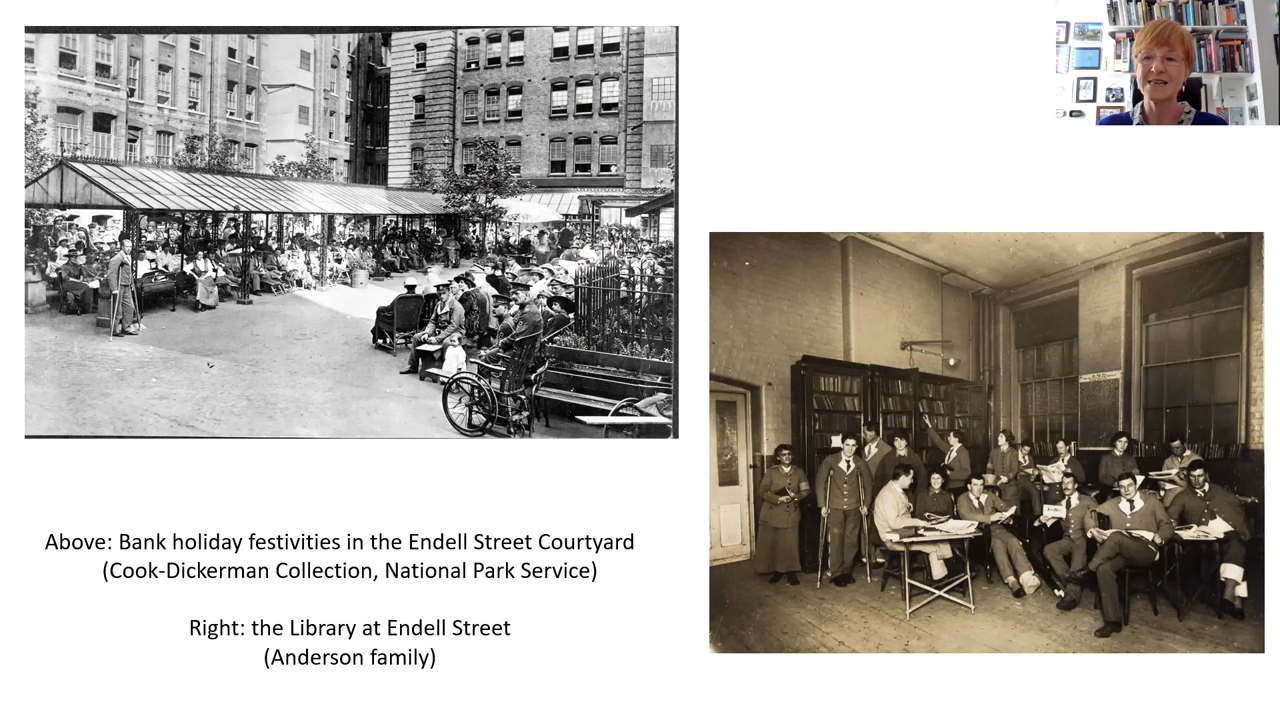 Above: Bank holiday festivities in the Endell Street Courtyard
(Cook-Dickerman Collection, National Park Service)
Right: the Library at Endell Street
(Anderson family)